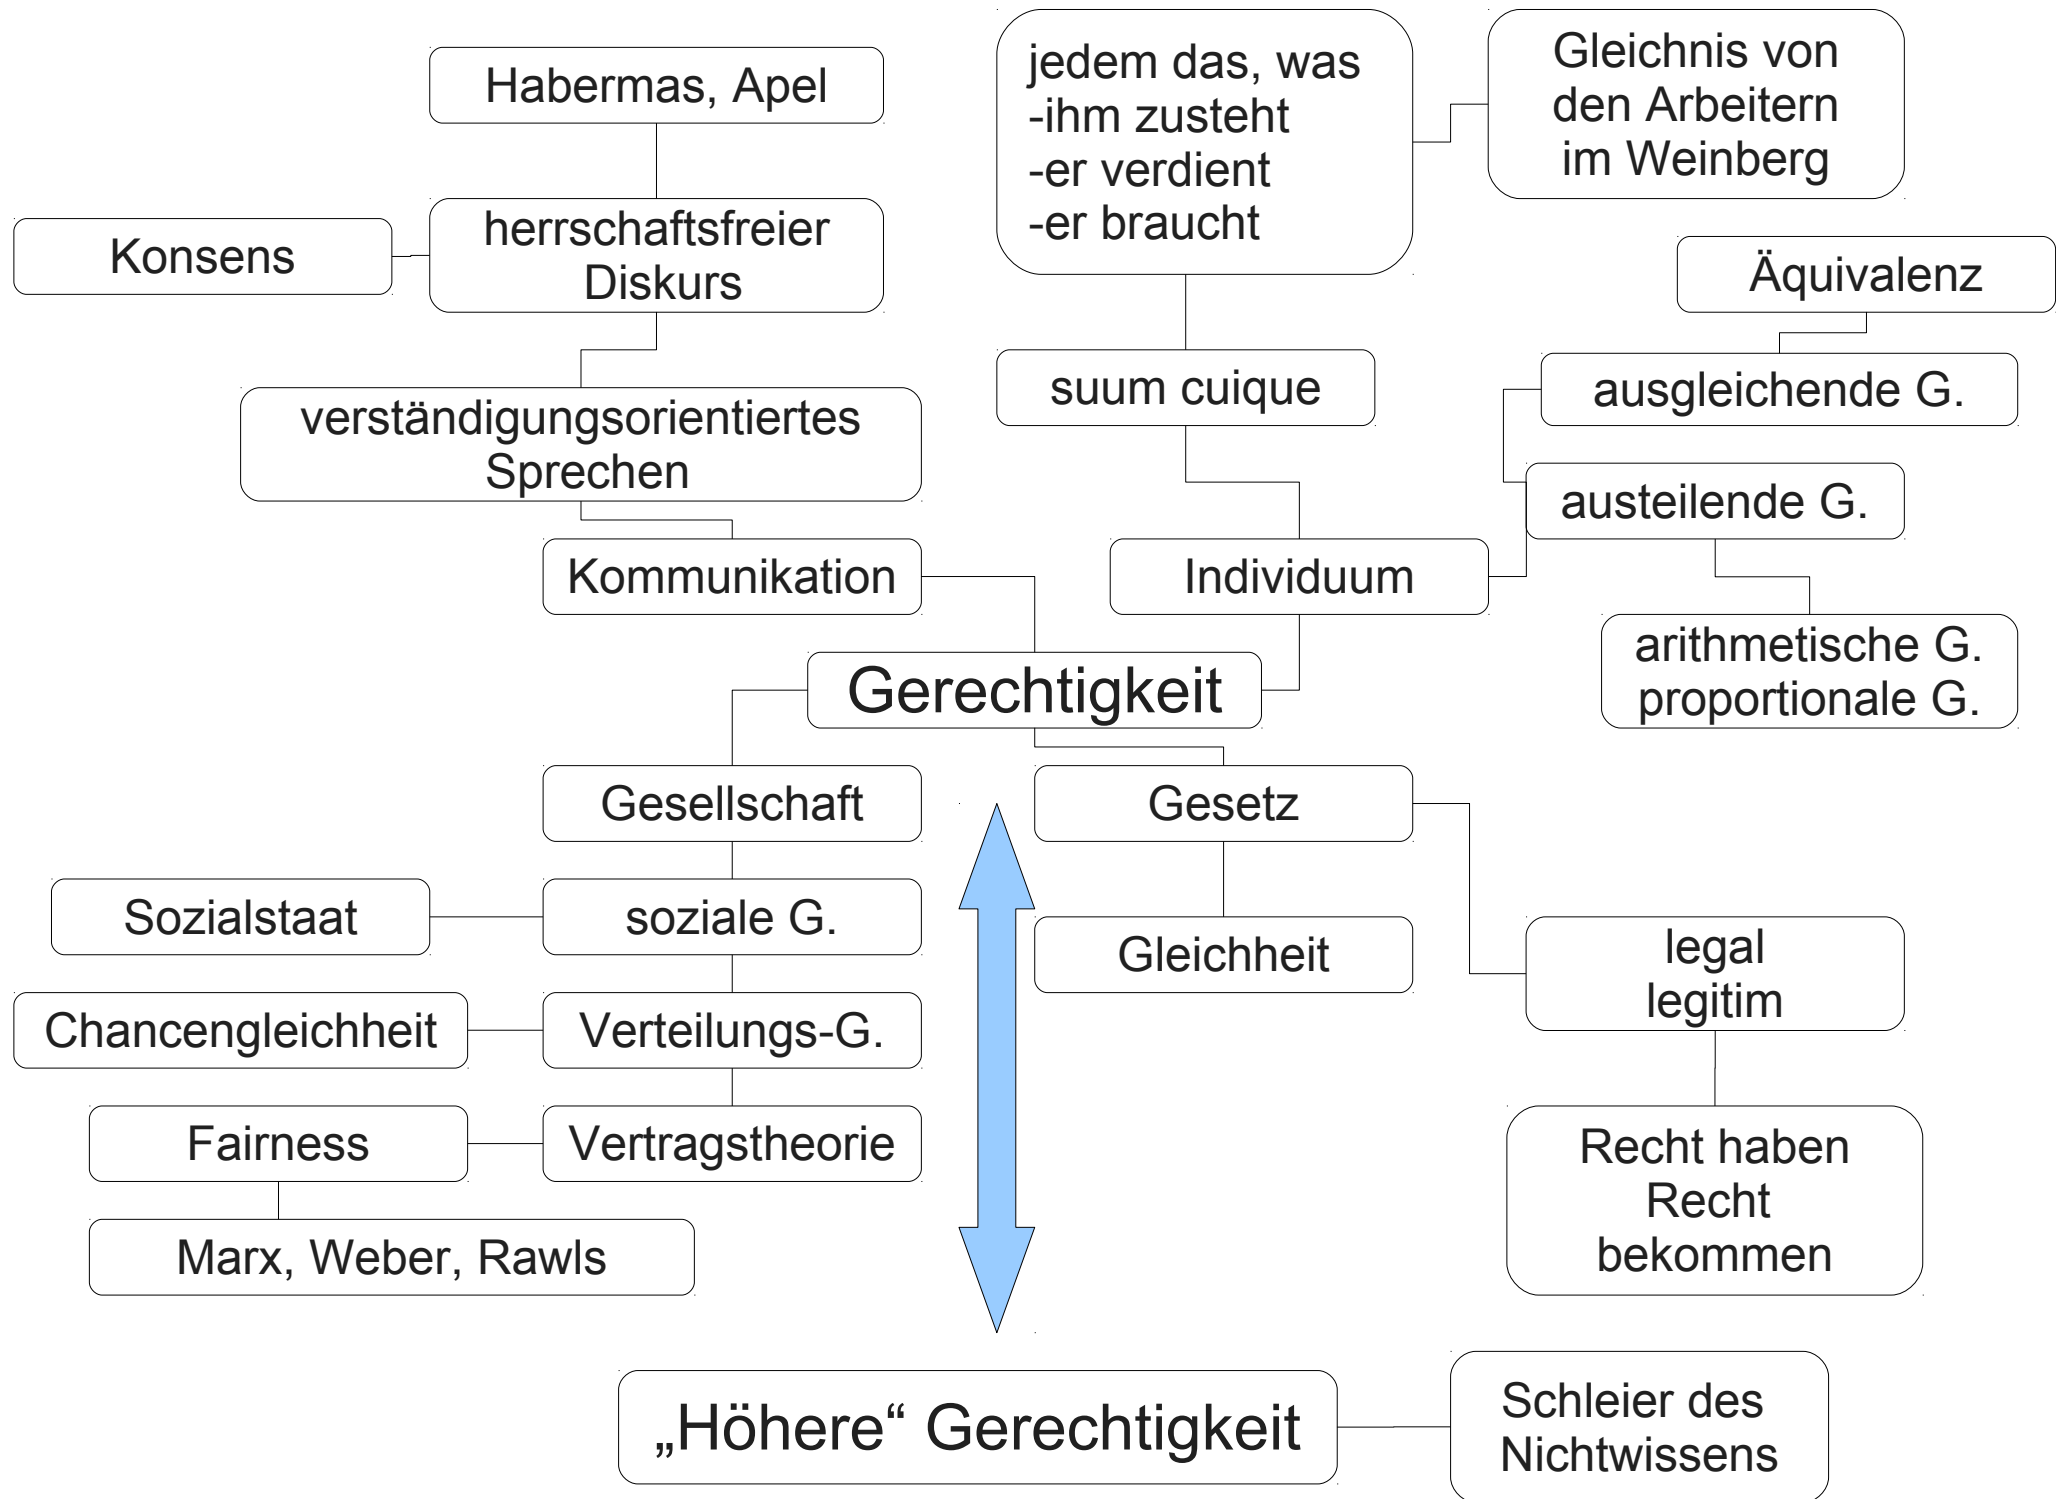 Habermas, Apel
jedem das, was
-ihm zusteht
-er verdient
-er braucht
Gleichnis von
den Arbeitern
im Weinberg
Konsens
herrschaftsfreier
Diskurs
Äquivalenz
suum cuique
ausgleichende G.
verständigungsorientiertes
Sprechen
austeilende G.
Kommunikation
Individuum
arithmetische G.
proportionale G.
Gerechtigkeit
Gesellschaft
Gesetz
Sozialstaat
soziale G.
Gleichheit
legal
legitim
Chancengleichheit
Verteilungs-G.
Fairness
Vertragstheorie
Recht haben
Recht
bekommen
Marx, Weber, Rawls
„Höhere“ Gerechtigkeit
Schleier des
Nichtwissens